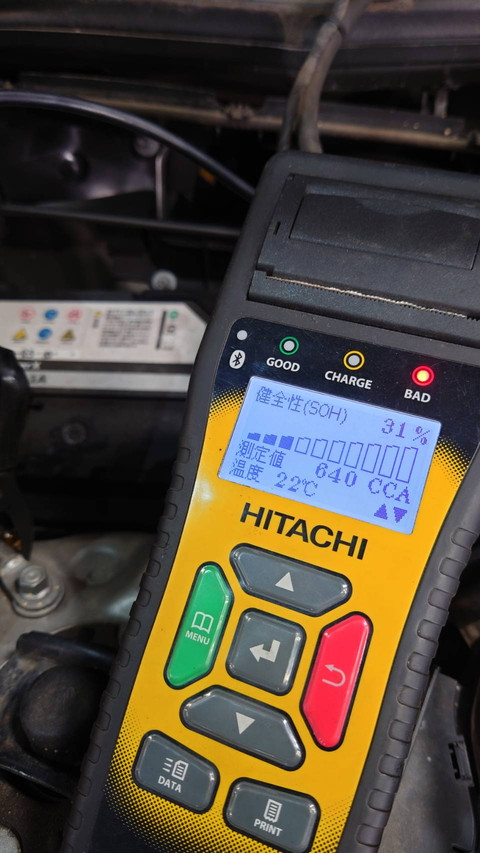 GOOD
CHARGE
BAD
健全性(SOH)
31%
測定値 640 CCA
温度 22℃
HITACHI
MENU
DATA
PRINT